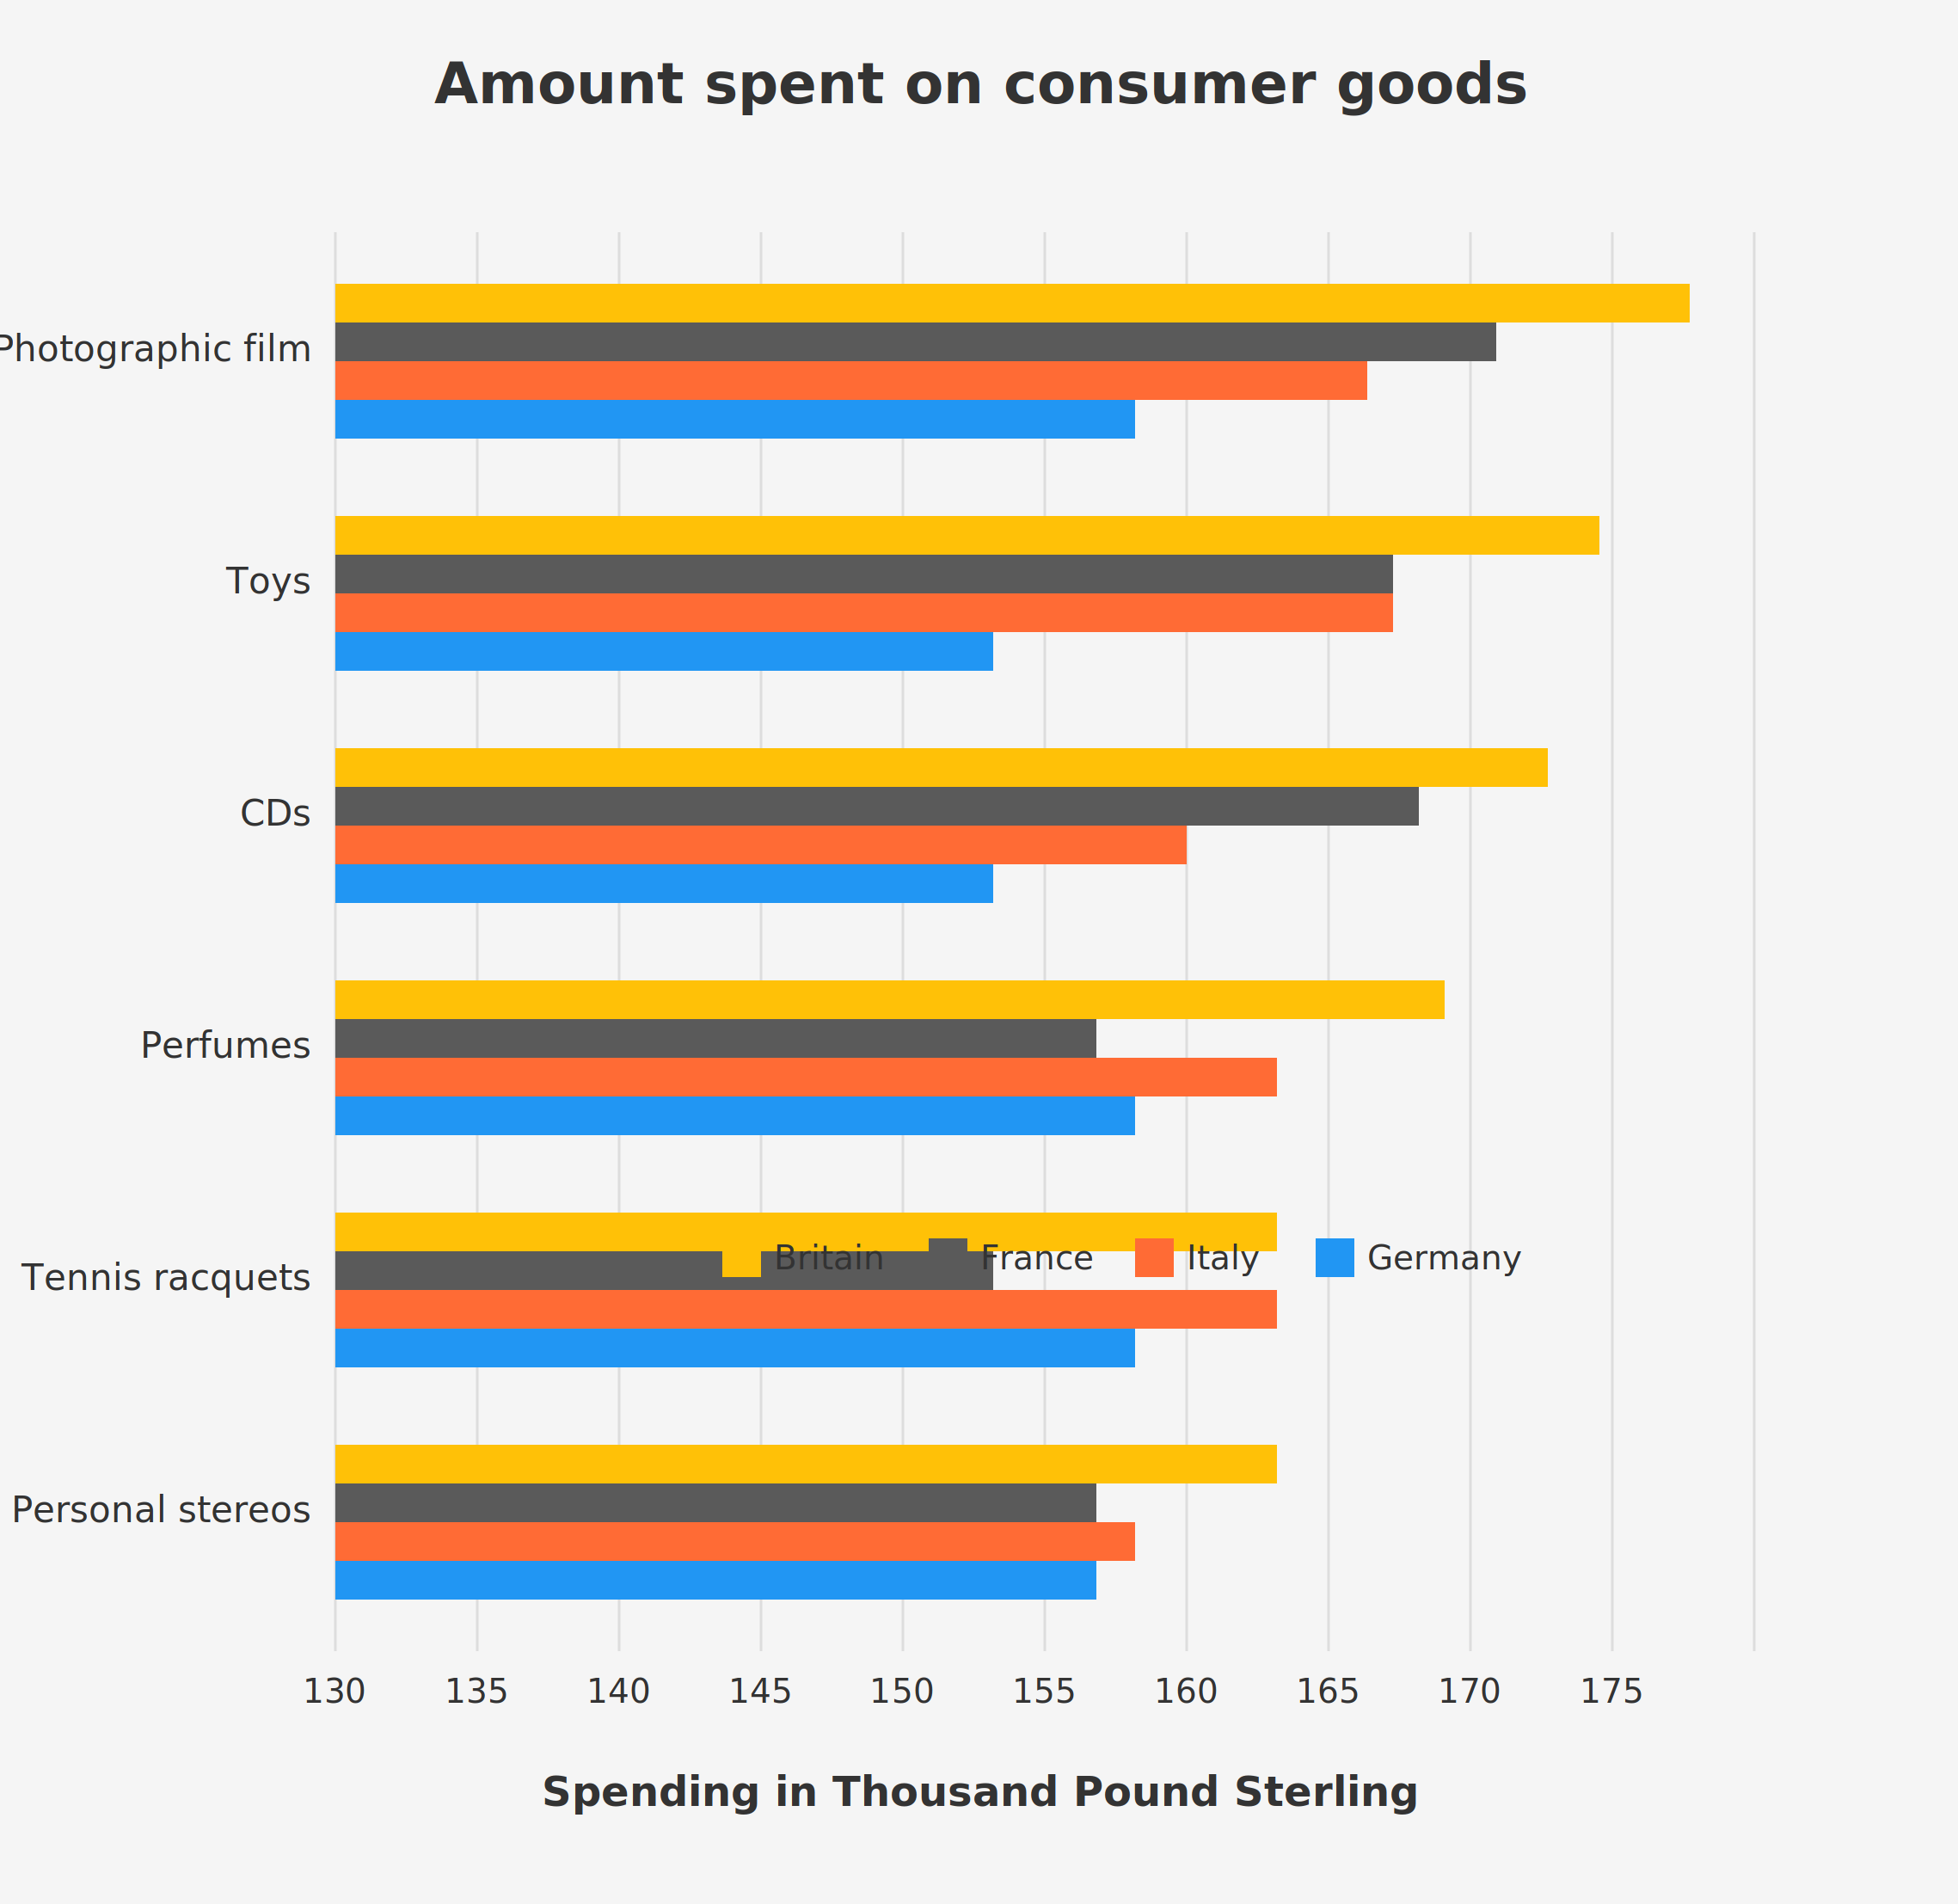 Amount spent on consumer goods
Photographic film
Toys
CDs
Perfumes
Tennis racquets
Britain France Italy Germany
Personal stereos
130 135 140 145 150 155 160 165 170 175
Spending in Thousand Pound Sterling